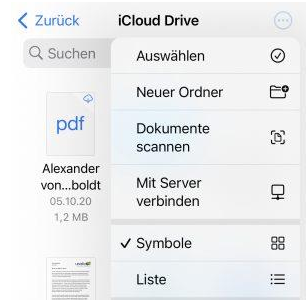 Zurück
iCloud Drive
Suchen
Auswählen
Neuer Ordner
pdf
Dokumente
scannen
Alexander
von...boldt
05.10.20
1,2 MB
Mit Server
verbinden
✓ Symbole
Liste